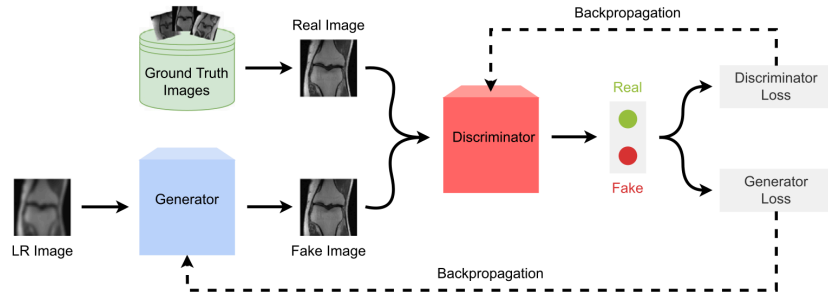 Backpropagation
Real Image
Ground Truth
Images
Real
Discriminator
Loss
Discriminator
Generator
Fake
Generator
Loss
LR Image
Fake Image
Backpropagation